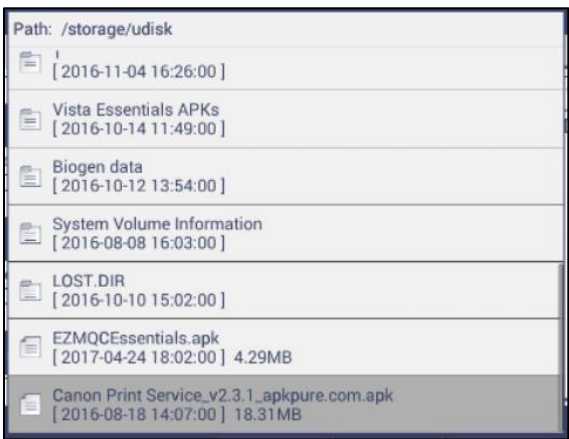 Path: /storage/udisk
[ 2016-11-04 16:26:00 ]
Vista Essentials APKs
[ 2016-10-14 11:49:00 ]
Biogen data
[ 2016-10-12 13:54:00 ]
System Volume Information
[ 2016-08-08 16:03:00 ]
LOST.DIR
[ 2016-10-10 15:02:00 ]
EZMQCEssentials.apk
[ 2017-04-24 18:02:00 ] 4.29MB
Canon Print Service_v2.3.1_apkpure.com.apk
[ 2016-08-18 14:07:00 ] 18.31MB